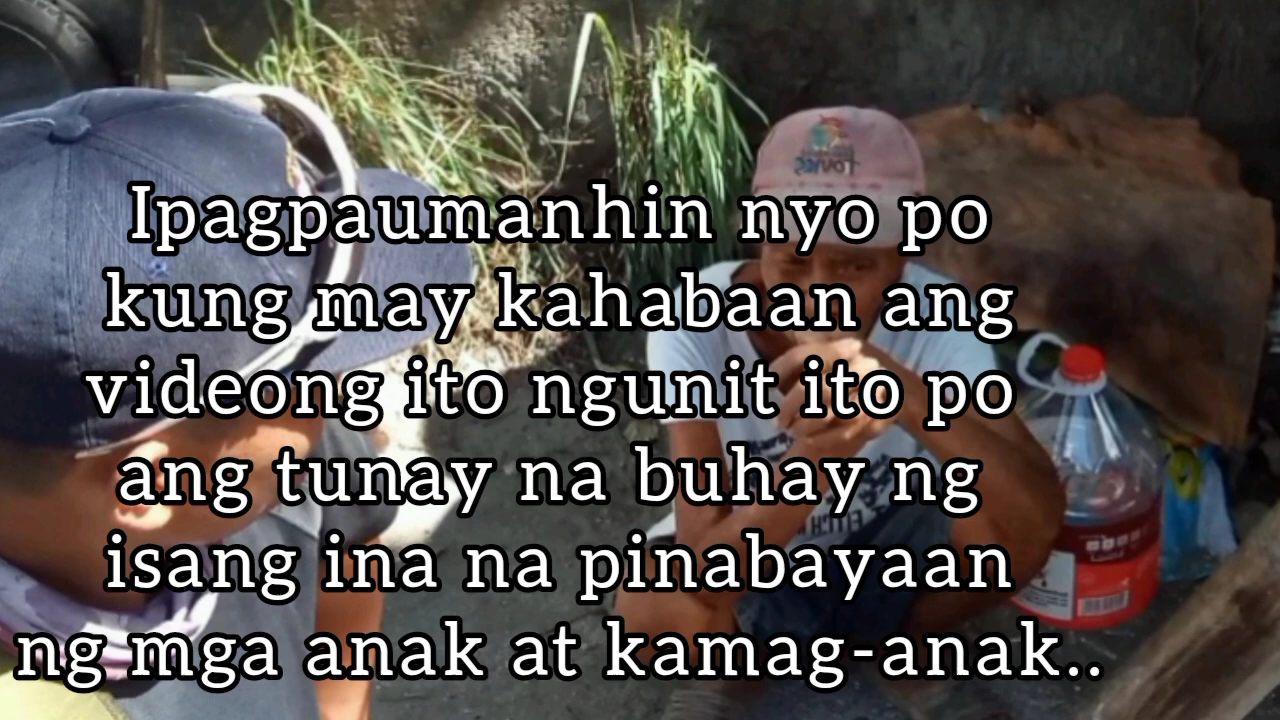 Ipagpaumanhin nyo po
kung may kahabaan ang
videong ito ngunit ito po
ang tunay na buhay ng
isang ina na pinabayaan
ng mga anak at kamag-anak..